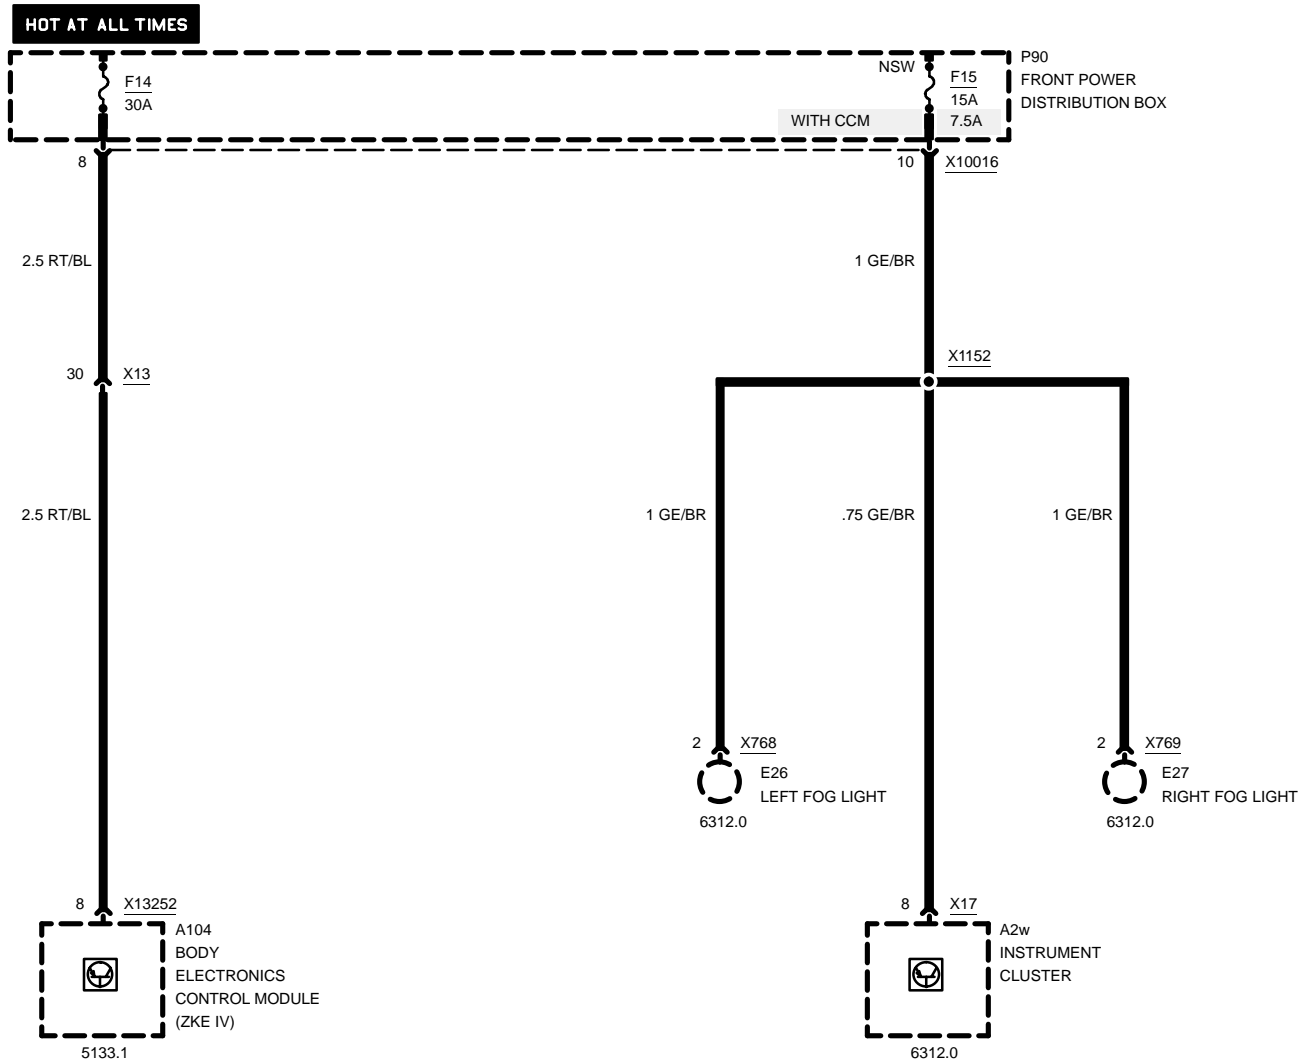 HOT AT ALL TIMES
F14
30A
NSW
F15
15A
WITH CCM
7.5A
P90
FRONT POWER
DISTRIBUTION BOX
8
10
X10016
2.5 RT/BL
1 GE/BR
30
X13
X1152
2.5 RT/BL
1 GE/BR
.75 GE/BR
1 GE/BR
2
X768
E26
LEFT FOG LIGHT
6312.0
2
X769
E27
RIGHT FOG LIGHT
6312.0
8
X13252
A104
BODY
ELECTRONICS
CONTROL MODULE
(ZKE IV)
5133.1
8
X17
A2w
INSTRUMENT
CLUSTER
6312.0